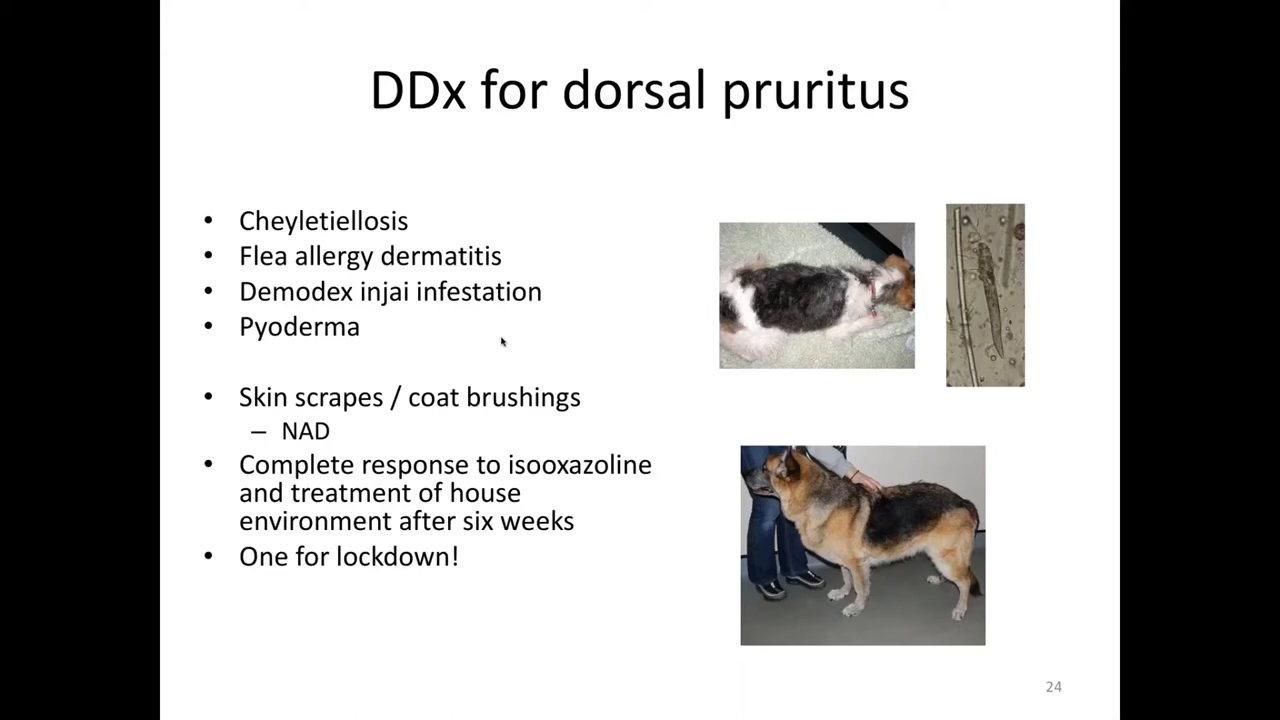 DDx for dorsal pruritus
• Cheyletiellosis
• Flea allergy dermatitis
• Demodex injai infestation
• Pyoderma
• Skin scrapes / coat brushings
– NAD
• Complete response to isooxazoline
and treatment of house
environment after six weeks
• One for lockdown!
24